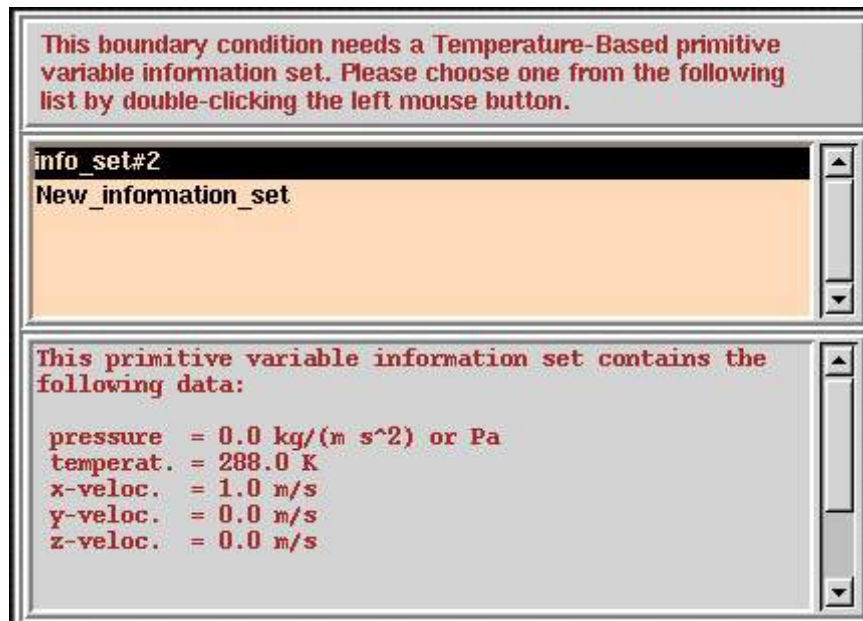 This boundary condition needs a Temperature-Based primitive
variable information set. Please choose one from the following
list by double-clicking the left mouse button.
info_set#2
New_information_set
This primitive variable information set contains the
following data:
pressure = 0.0 kg/(m s^2) or Pa
temperat. = 288.0 K
x-veloc. = 1.0 m/s
y-veloc. = 0.0 m/s
z-veloc. = 0.0 m/s